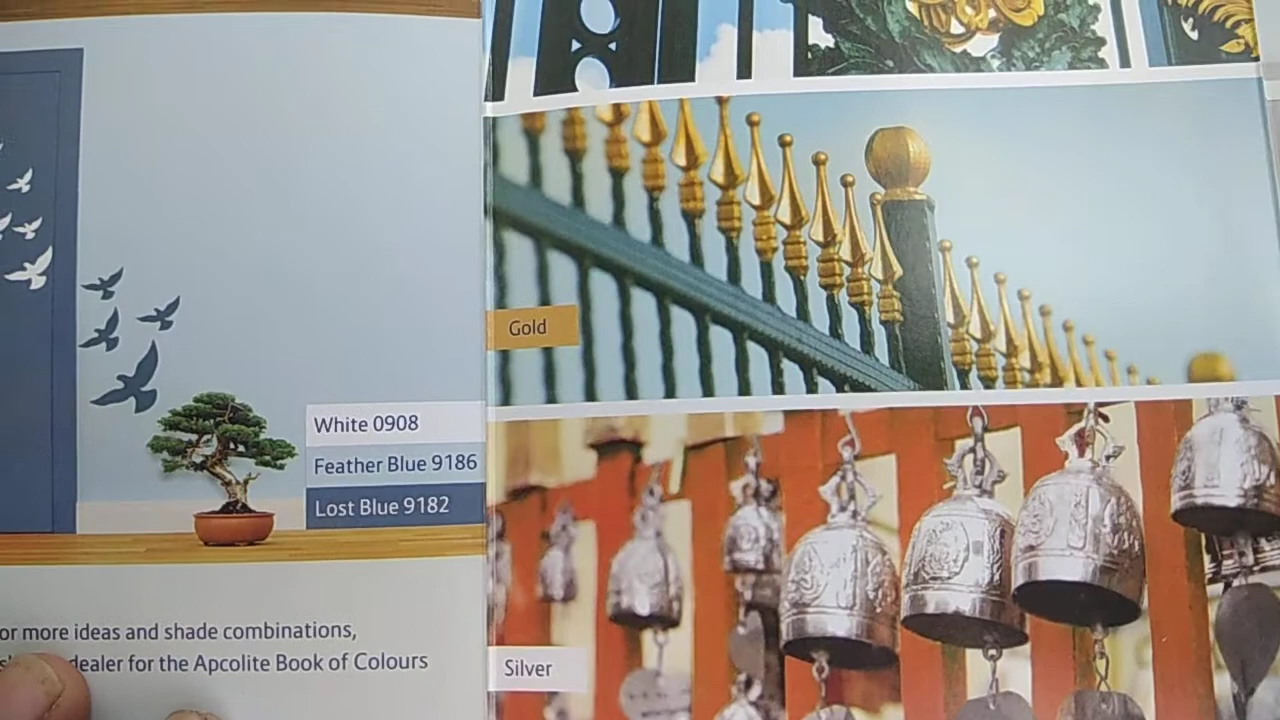 White 0908
Feather Blue 9186
Lost Blue 9182
or more ideas and shade combinations,
dealer for the Apcolite Book of Colours
Gold
Silver